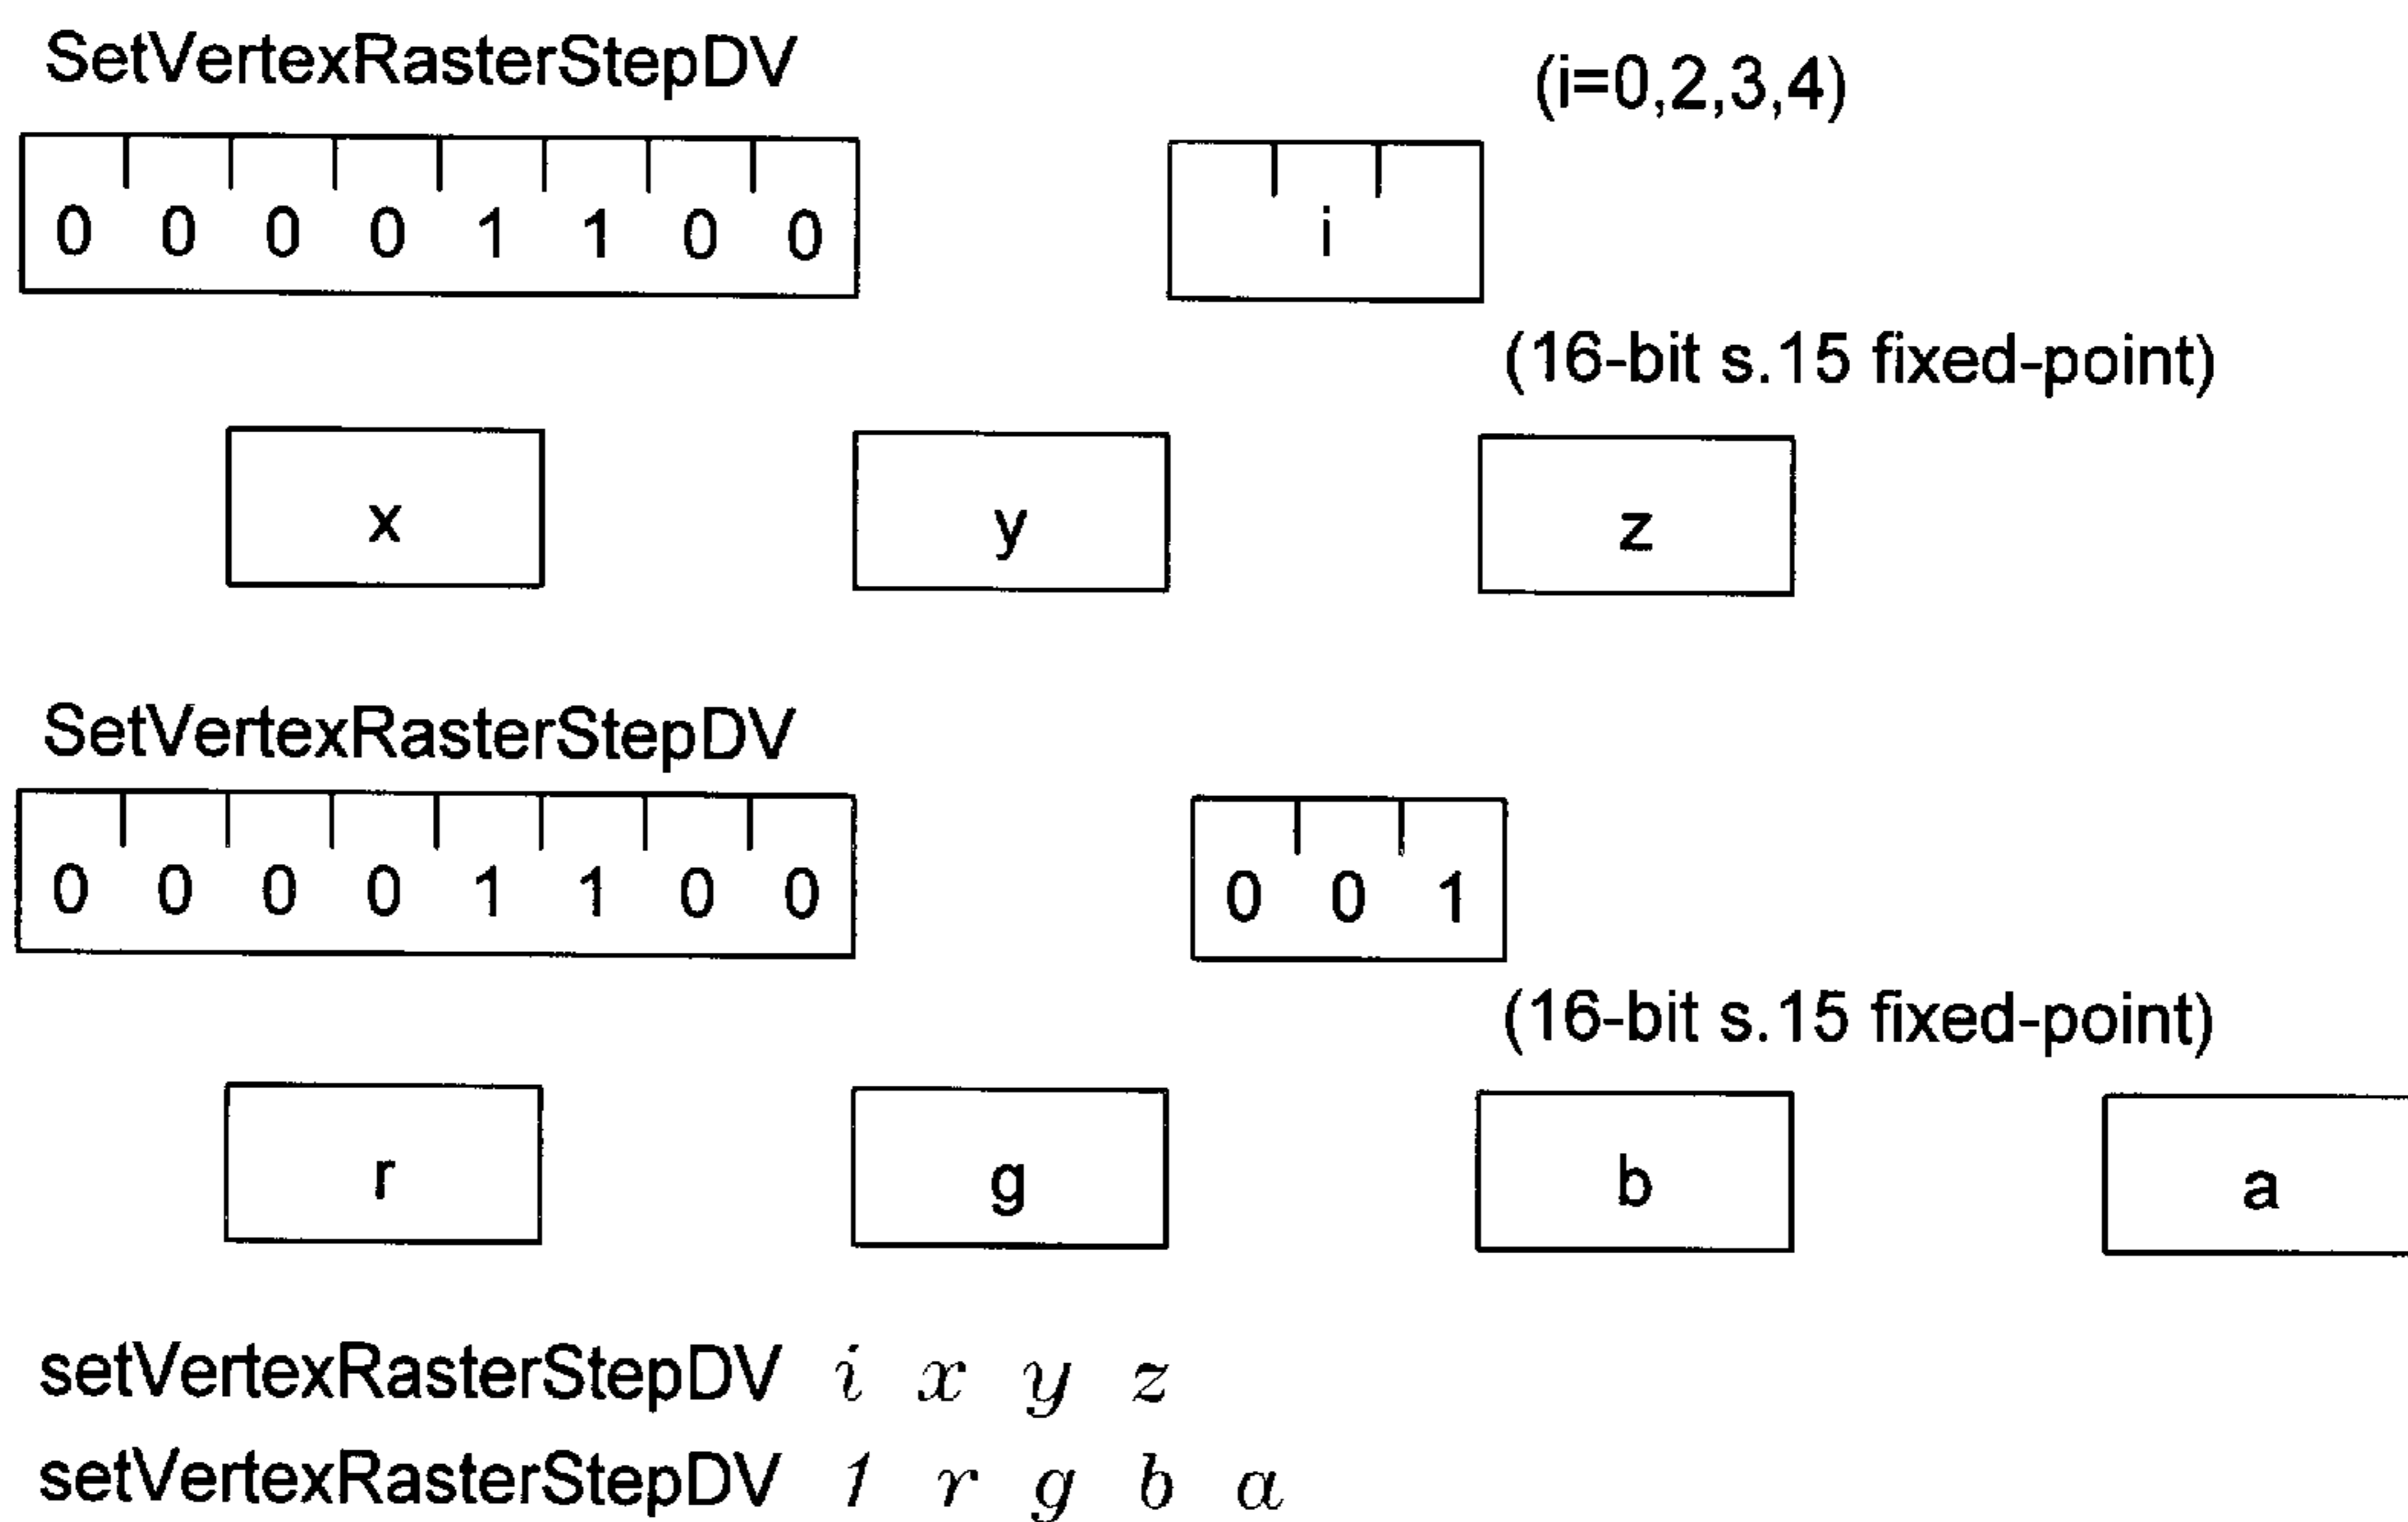 SetVertexRasterStepDV (i=0,2,3,4)
0 0 0 0 1 1 0 0 i
(16-bit s.15 fixed-point)
x y z
SetVertexRasterStepDV
0 0 0 0 1 1 0 0 0 0 1
(16-bit s.15 fixed-point)
r g b a
setVertexRasterStepDV i x y z
setVertexRasterStepDV 1 r g b a